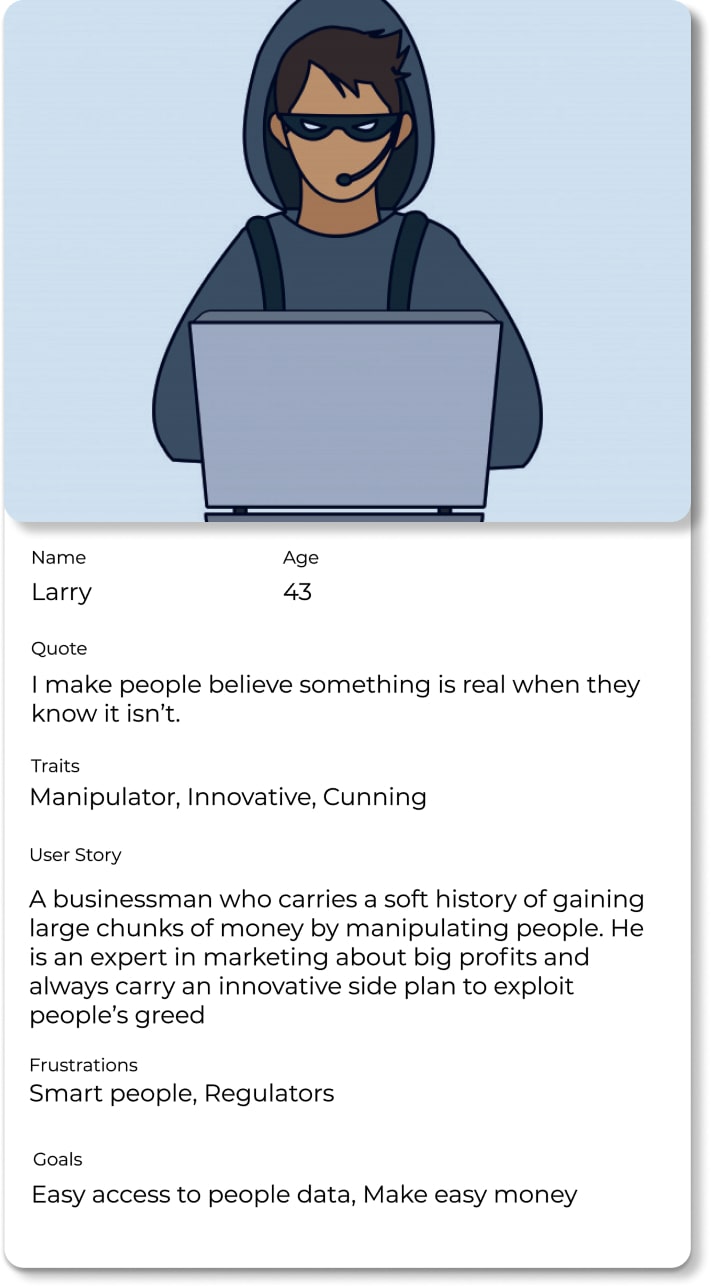 Name Age
Larry 43
Quote
I make people believe something is real when they
know it isn’t.
Traits
Manipulator, Innovative, Cunning
User Story
A businessman who carries a soft history of gaining
large chunks of money by manipulating people. He
is an expert in marketing about big profits and
always carry an innovative side plan to exploit
people’s greed
Frustrations
Smart people, Regulators
Goals
Easy access to people data, Make easy money